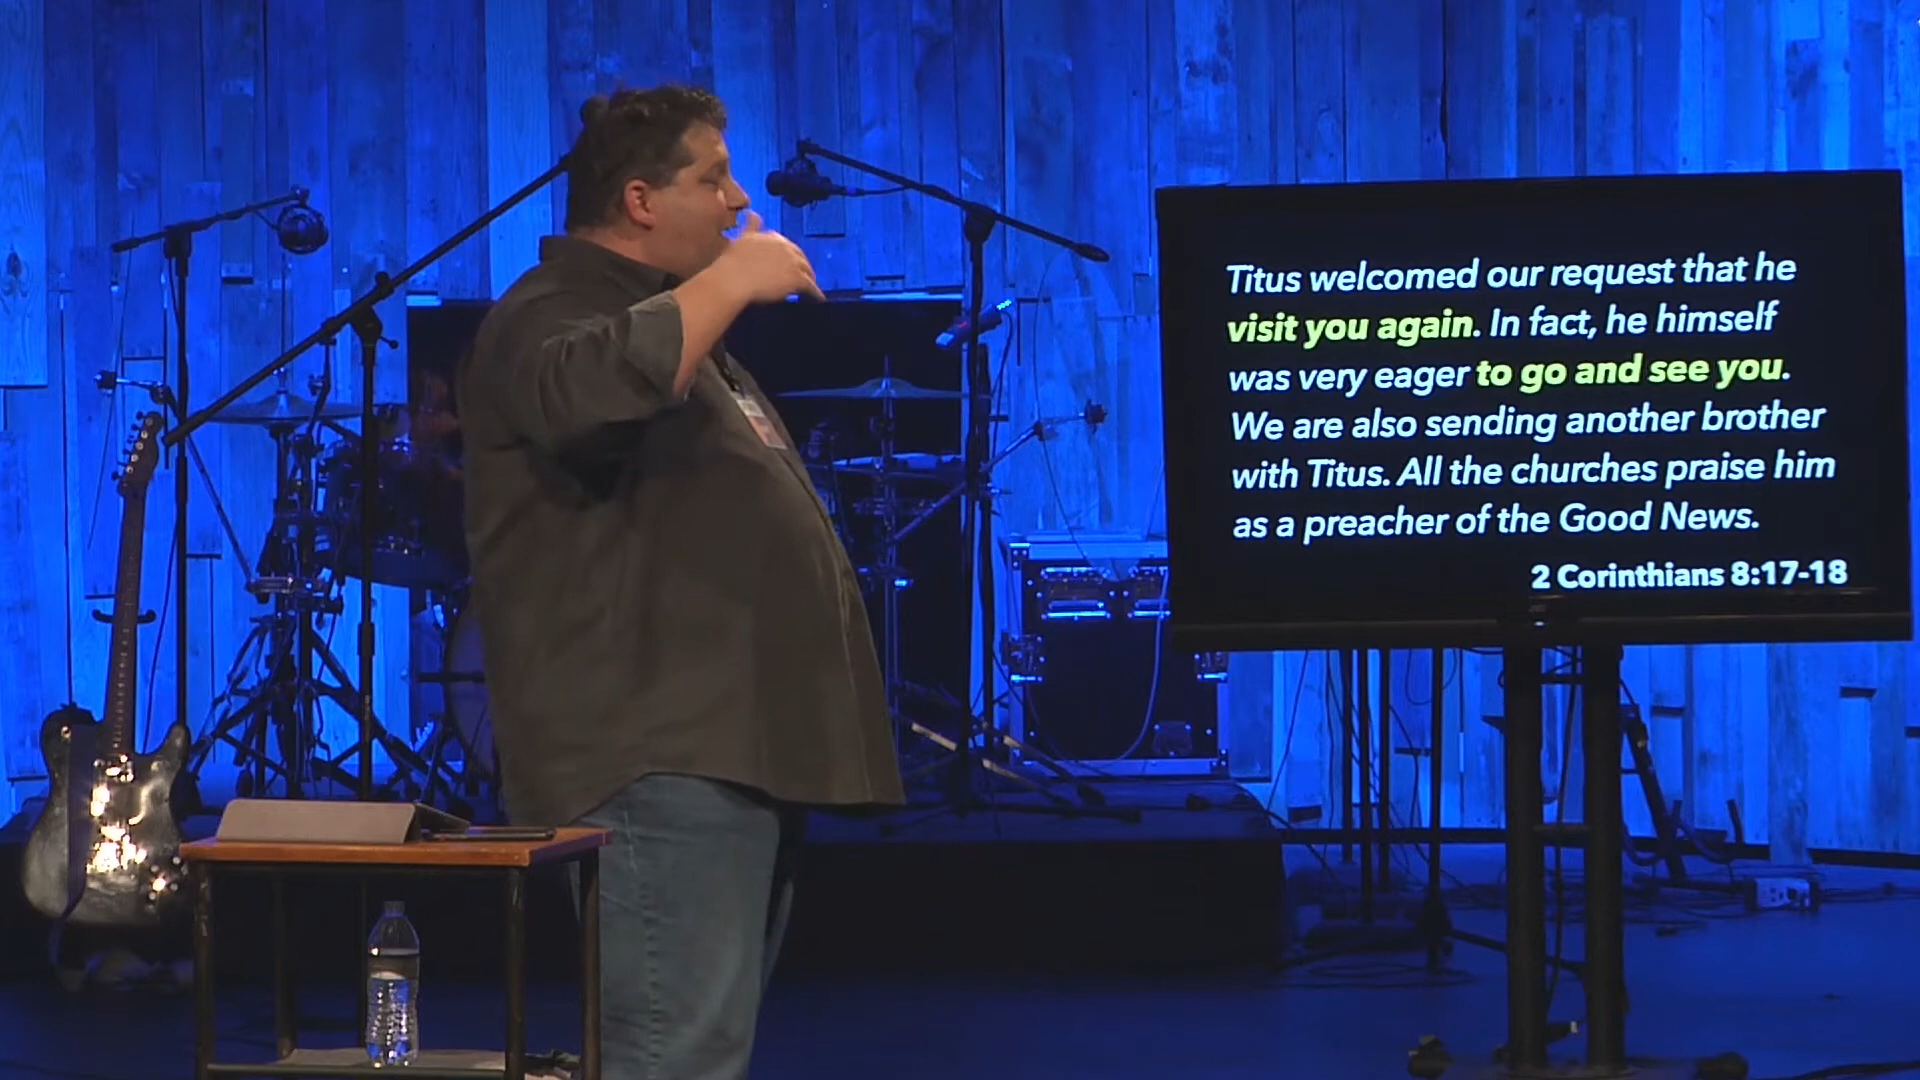 Titus welcomed our request that he
visit you again. In fact, he himself
was very eager to go and see you.
We are also sending another brother
with Titus. All the churches praise him
as a preacher of the Good News.
2 Corinthians 8:17-18